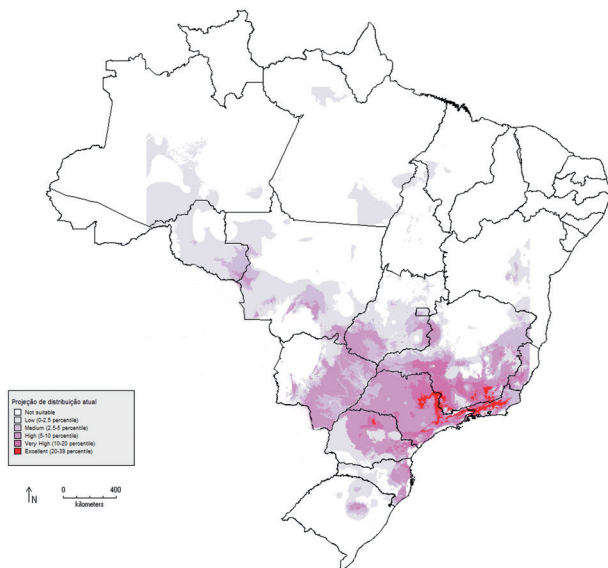 Projeção de distribuição atual
Not suitable
Low (0-2.5 percentile)
Medium (2.5-5 percentile)
High (5-10 percentile)
Very High (10-20 percentile)
Excellent (20-39 percentile)
N
0 400
kilometers